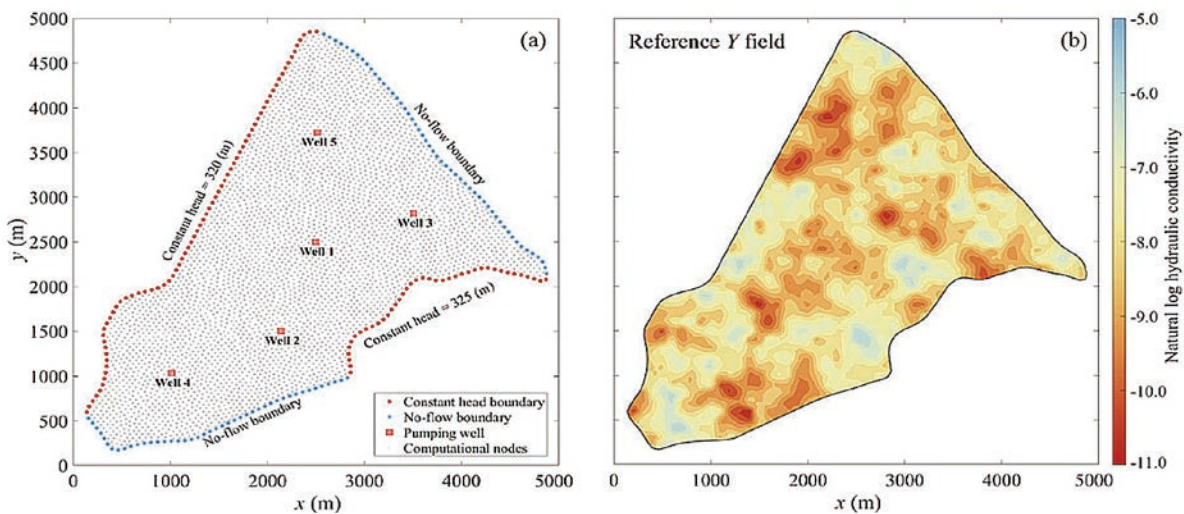 5000
4500
4000
3500
3000
2500
2000
1500
1000
500
0
y (m)
(a)
Well 5
No-flow boundary
Constant head = 320 (m)
Well 3
Well 1
Constant head = 325 (m)
Well 2
Well 4
No-flow boundary
Constant head boundary
No-flow boundary
Pumping well
Computational nodes
0
1000
2000
3000
4000
5000
x (m)
Reference Y field
(b)
0
1000
2000
3000
4000
5000
x (m)
-5.0
-6.0
-7.0
-8.0
-9.0
-10.0
-11.0
Natural log hydraulic conductivity